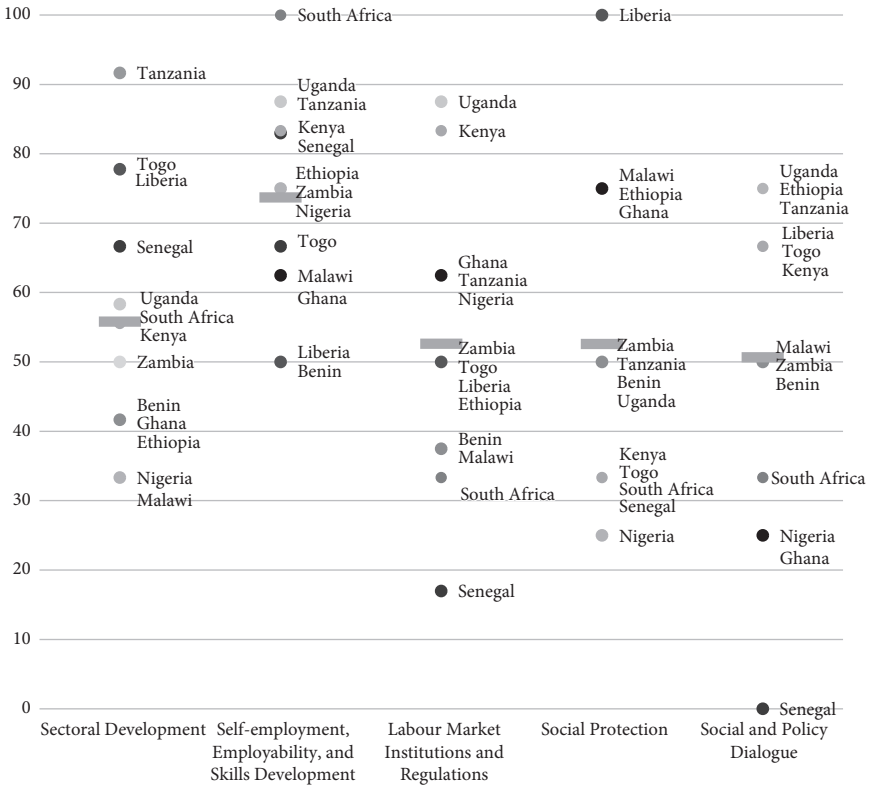 100
90
80
70
60
50
40
30
20
10
0
Tanzania
Togo
Liberia
Senegal
Uganda
South Africa
Kenya
Zambia
Benin
Ghana
Ethiopia
Nigeria
Malawi
Sectoral Development
South Africa
Uganda
Tanzania
Kenya
Senegal
Ethiopia
Zambia
Nigeria
Togo
Malawi
Ghana
Liberia
Benin
Self-employment,
Employability, and
Skills Development
Uganda
Kenya
Ghana
Tanzania
Nigeria
Zambia
Togo
Liberia
Ethiopia
Benin
Malawi
South Africa
Senegal
Labour Market
Institutions and
Regulations
Liberia
Malawi
Ethiopia
Ghana
Zambia
Tanzania
Benin
Uganda
Kenya
Togo
South Africa
Senegal
Nigeria
Social Protection
Uganda
Ethiopia
Tanzania
Liberia
Togo
Kenya
Malawi
Zambia
Benin
South Africa
Nigeria
Ghana
Senegal
Social and Policy
Dialogue